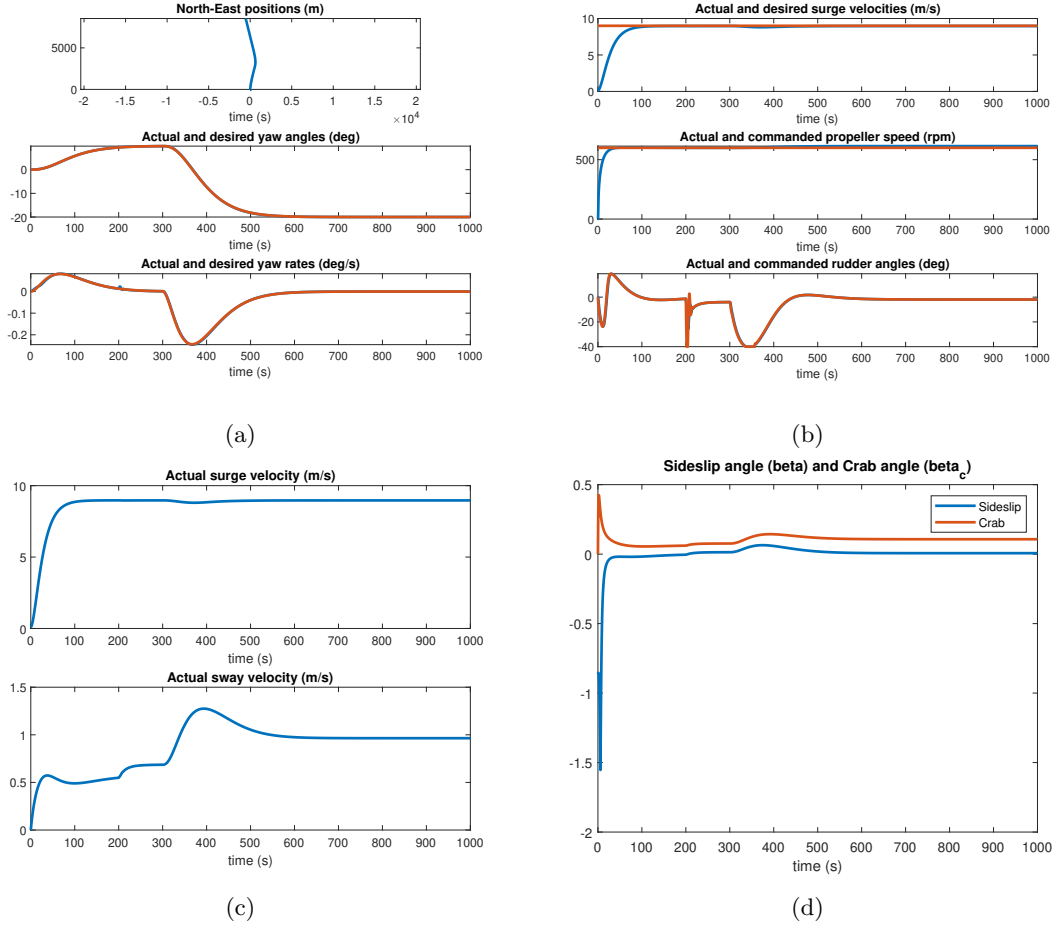 North-East positions (m)
5000
0
-2 -1.5 -1 -0.5 0 0.5 1 1.5 2
time (s)
×10^4
Actual and desired yaw angles (deg)
0
-10
-20
0 100 200 300 400 500 600 700 800 900 1000
time (s)
Actual and desired yaw rates (deg/s)
0
-0.1
-0.2
0 100 200 300 400 500 600 700 800 900 1000
time (s)
(a)
Actual and desired surge velocities (m/s)
10
5
0
0 100 200 300 400 500 600 700 800 900 1000
time (s)
Actual and commanded propeller speed (rpm)
500
0
0 100 200 300 400 500 600 700 800 900 1000
time (s)
Actual and commanded rudder angles (deg)
0
-20
-40
0 100 200 300 400 500 600 700 800 900 1000
time (s)
(b)
Actual surge velocity (m/s)
10
5
0
0 100 200 300 400 500 600 700 800 900 1000
time (s)
Actual sway velocity (m/s)
1.5
1
0.5
0
0 100 200 300 400 500 600 700 800 900 1000
time (s)
(c)
Sideslip angle (beta) and Crab angle (beta_c)
0.5
0
-0.5
-1
-1.5
-2
Sideslip
Crab
0 100 200 300 400 500 600 700 800 900 1000
time (s)
(d)